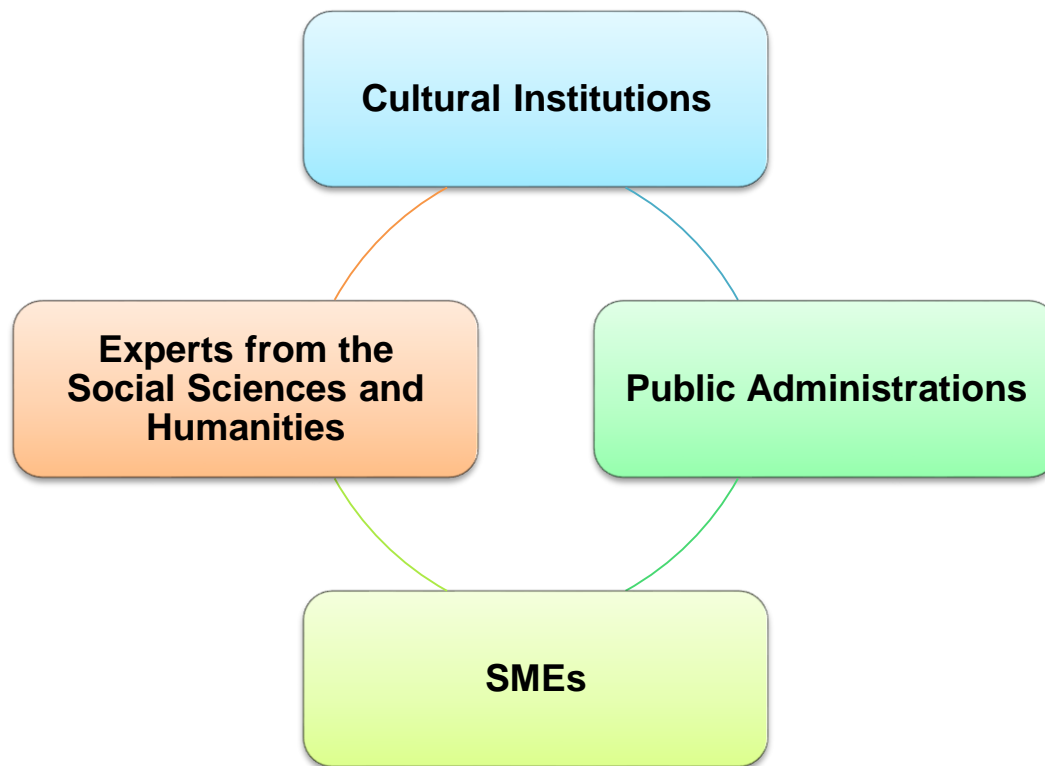 Cultural Institutions
Experts from the
Social Sciences and
Humanities
Public Administrations
SMEs